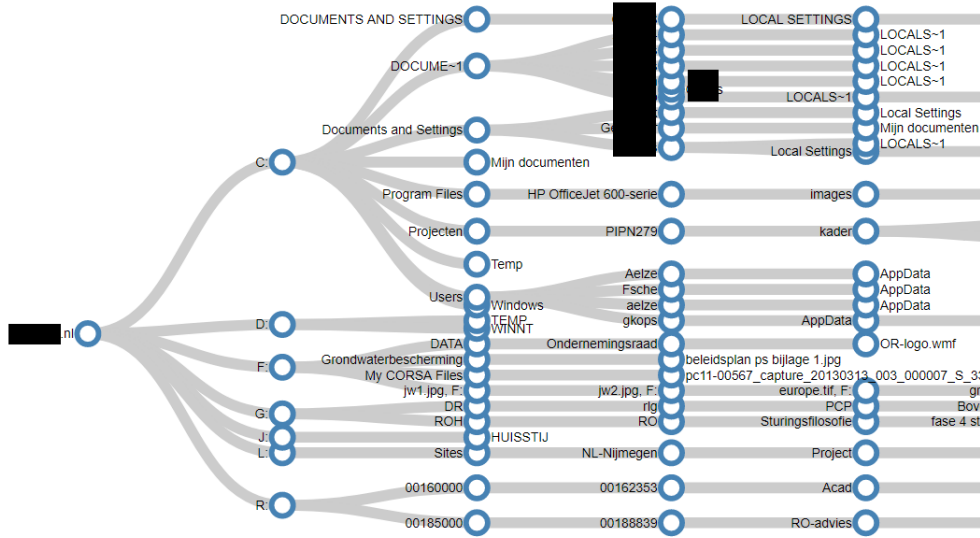 DOCUMENTS AND SETTINGS
LOCAL SETTINGS
LOCALS~1
LOCALS~1
DOCUME~1
LOCALS~1
LOCALS~1
LOCALS~1
Local Settings
Documents and Settings
Mijn documenten
LOCALS~1
Local Settings
C:
Mijn documenten
Program Files
HP OfficeJet 600-serie
images
Projecten
PIPN279
kader
Temp
Aelze
AppData
Users
Fsche
AppData
Windows
aelze
AppData
TEMP
gkops
AppData
D:
WINNT
.nl
DATA
Ondernemingsraad
OR-logo.wmf
Grondwaterbescherming
beleidsplan ps bijlage 1.jpg
F:
My CORSA Files
pc11-00567_capture_20130313_003_000007_S_33
jw1.jpg, F:
jw2.jpg, F:
europe.tif, F:
gr
G:
DR
rlg
PCP
Bov
ROH
RO
Sturingsfilosofie
fase 4 st
J:
HUISSTIJ
L:
Sites
NL-Nijmegen
Project
00160000
00162353
Acad
R:
00185000
00188839
RO-advies